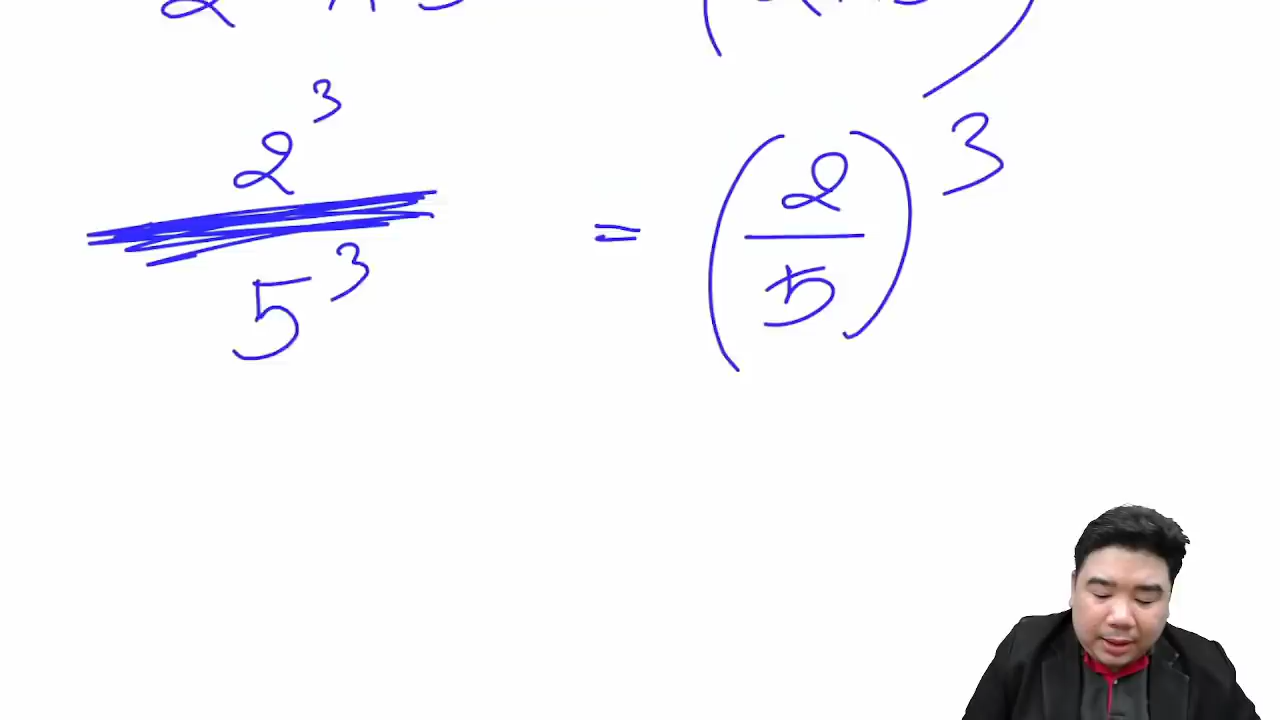 2³ / 5³ = (2/5)³